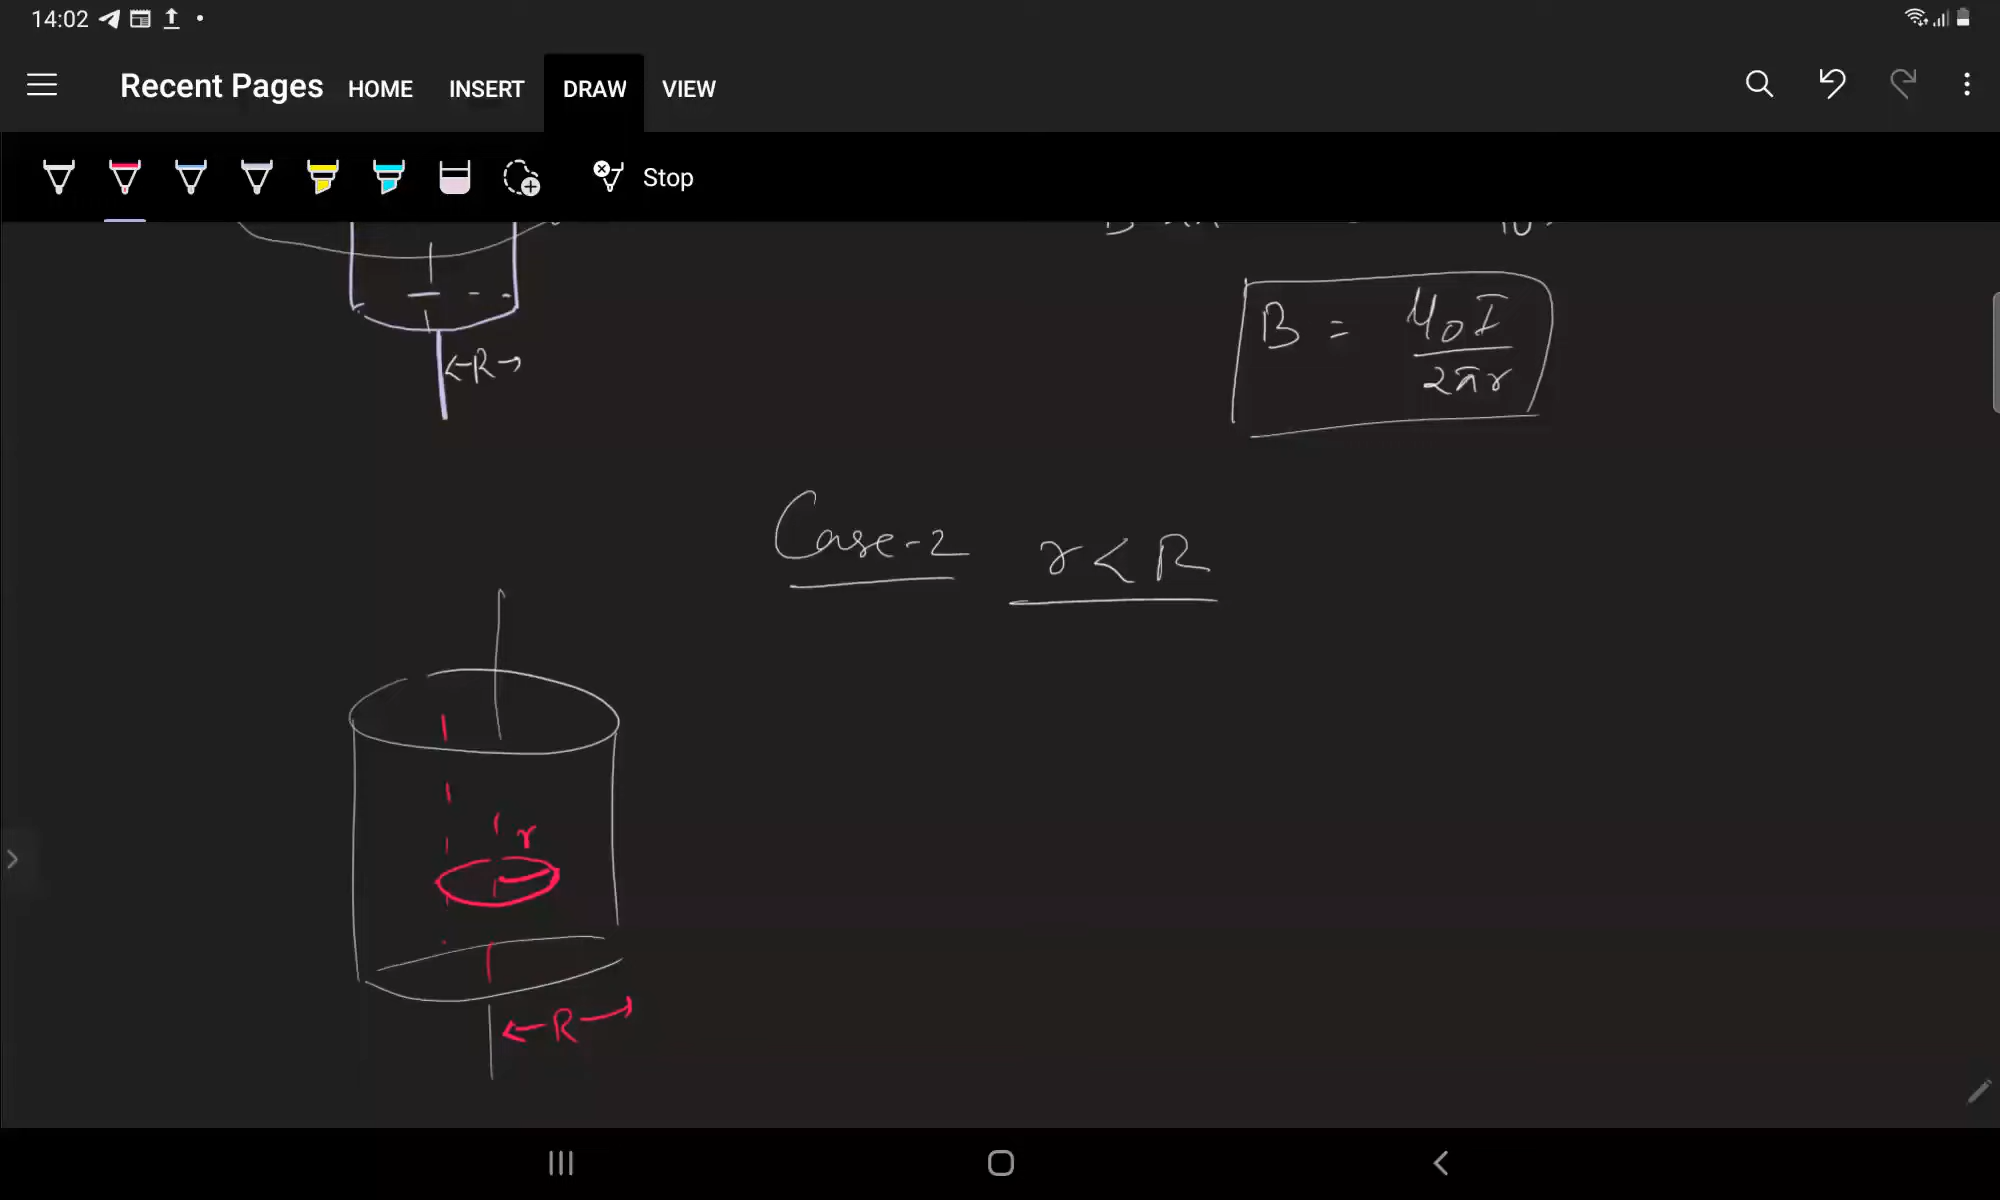 14:02
Recent Pages HOME INSERT DRAW VIEW
Stop
←R→
B = μ₀I / 2πr
Case-2 r < R
r
←R→